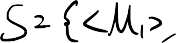 S = {<M₁>,